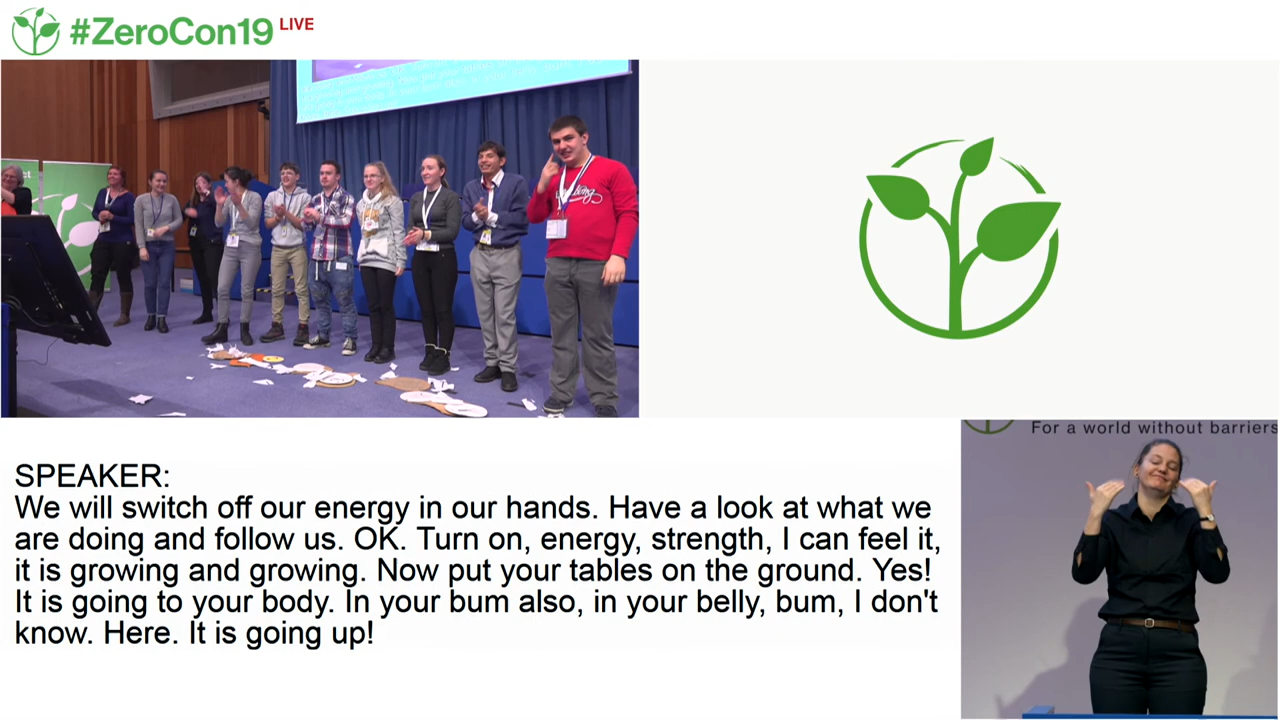 #ZeroCon19 LIVE
For a world without barriers
SPEAKER:
We will switch off our energy in our hands. Have a look at what we
are doing and follow us. OK. Turn on, energy, strength, I can feel it,
it is growing and growing. Now put your tables on the ground. Yes!
It is going to your body. In your bum also, in your belly, bum, I don't
know. Here. It is going up!